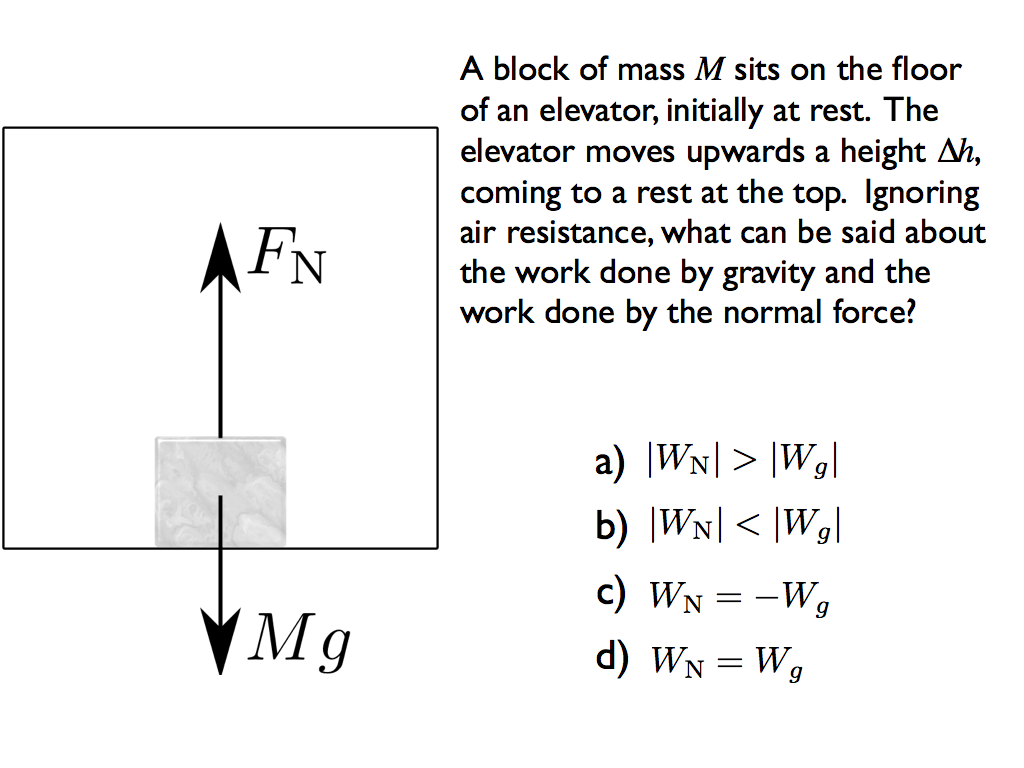 A block of mass M sits on the floor
of an elevator, initially at rest. The
elevator moves upwards a height Δh,
coming to a rest at the top. Ignoring
air resistance, what can be said about
the work done by gravity and the
work done by the normal force?
F_N
Mg
a) |W_N| > |W_g|
b) |W_N| < |W_g|
c) W_N = −W_g
d) W_N = W_g